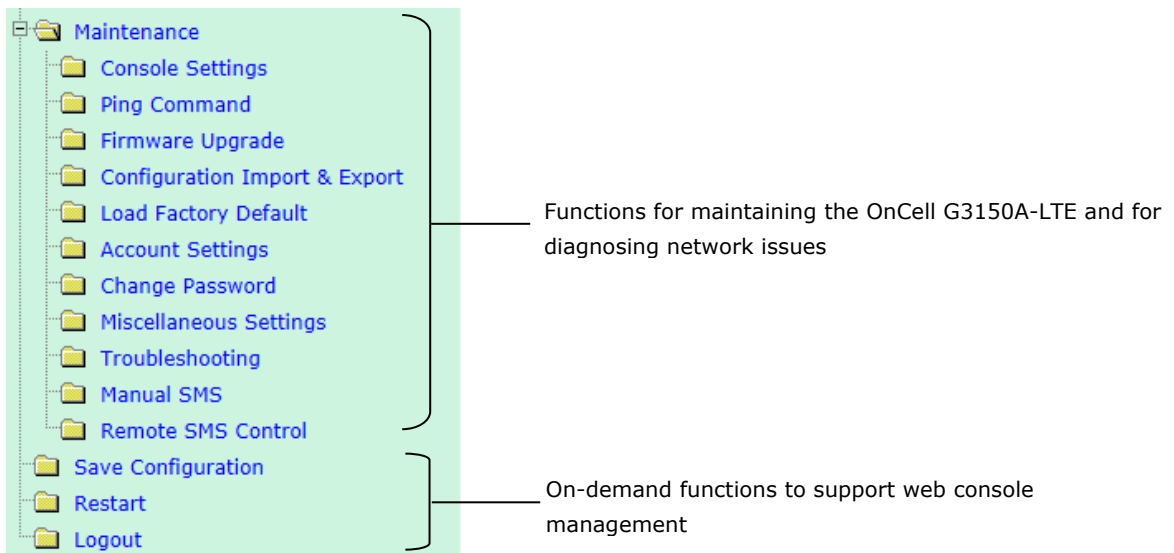 Maintenance
Console Settings
Ping Command
Firmware Upgrade
Configuration Import & Export
Load Factory Default
Account Settings
Change Password
Miscellaneous Settings
Troubleshooting
Manual SMS
Remote SMS Control
Save Configuration
Restart
Logout
Functions for maintaining the OnCell G3150A-LTE and for
diagnosing network issues
On-demand functions to support web console
management